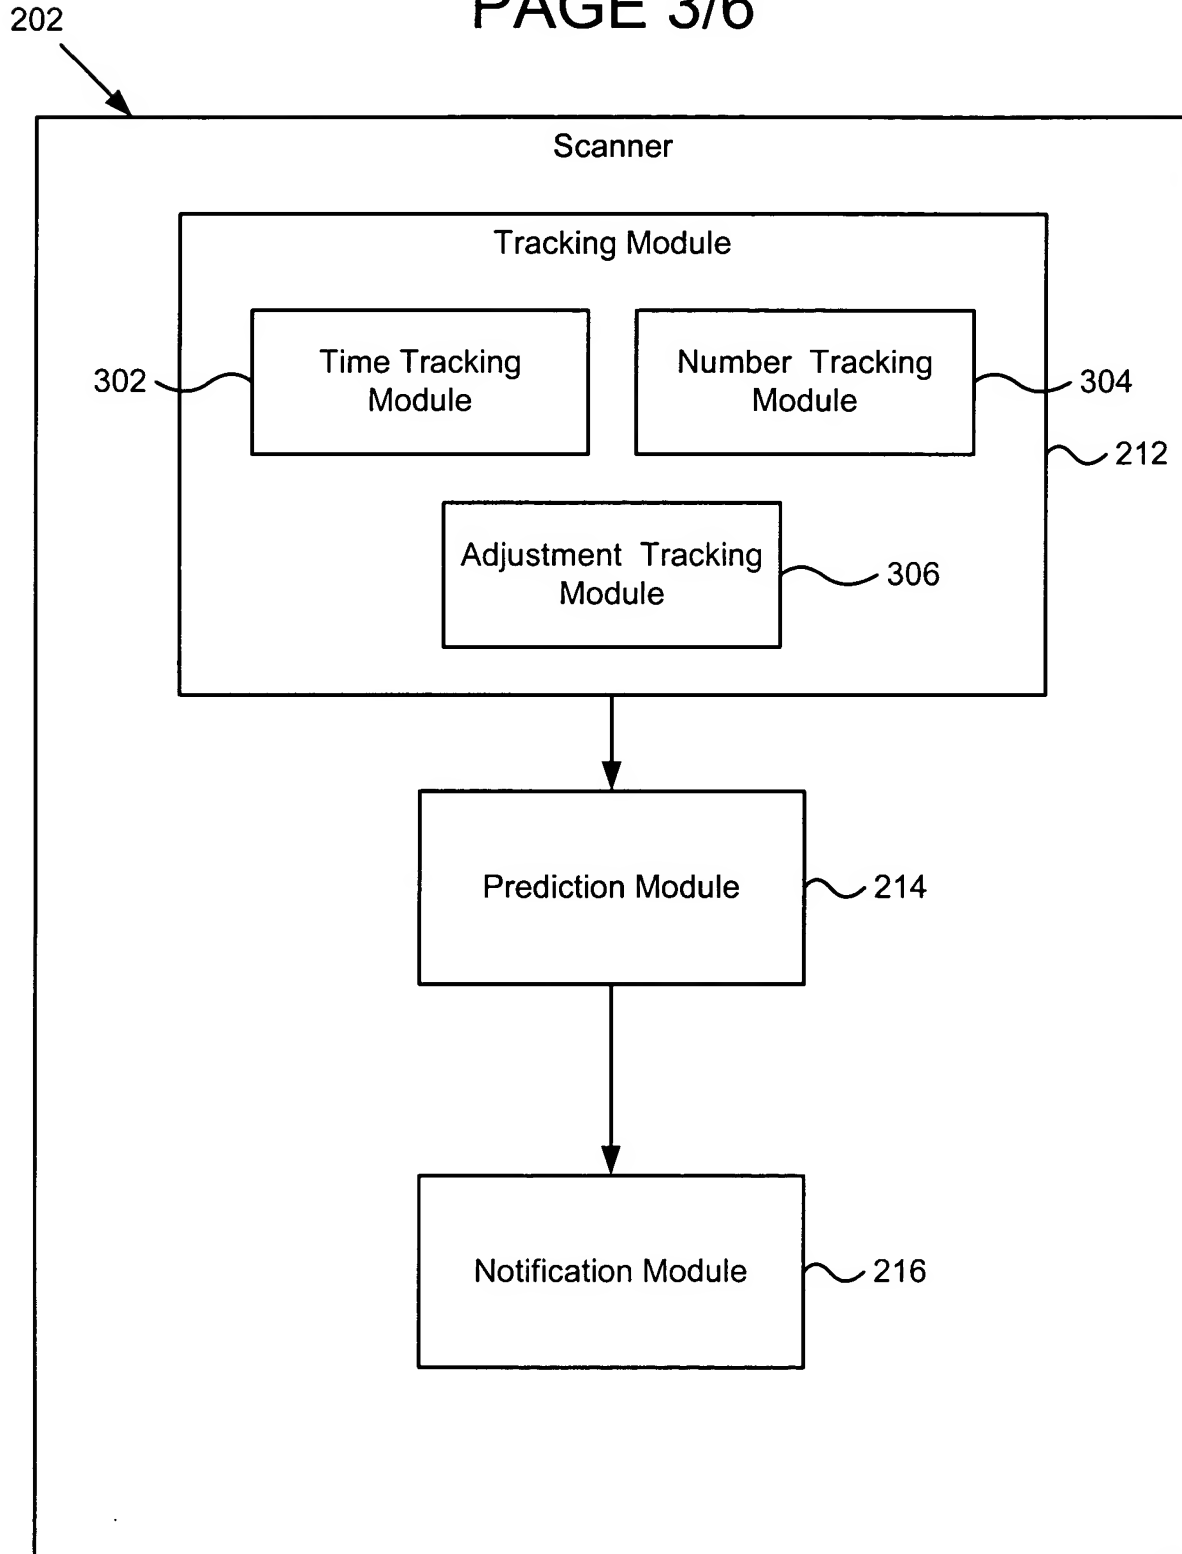 PAGE 3/6
202
Scanner
Tracking Module
Time Tracking
Module
302
Number Tracking
Module
304
212
Adjustment Tracking
Module
306
Prediction Module
214
Notification Module
216